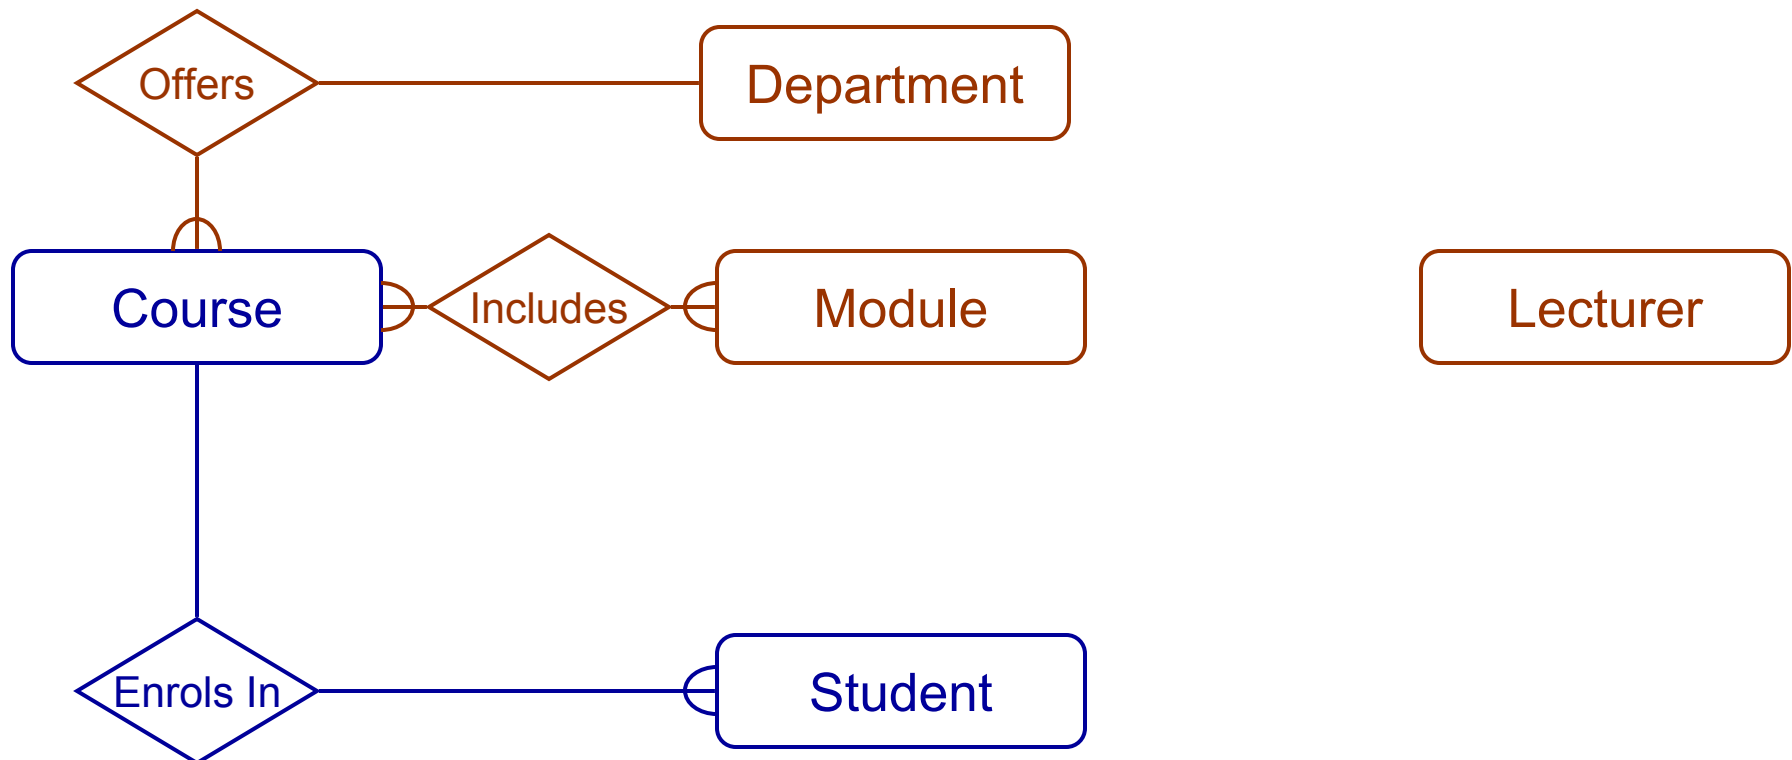 Offers
Department
Course
Includes
Module
Lecturer
Enrols In
Student